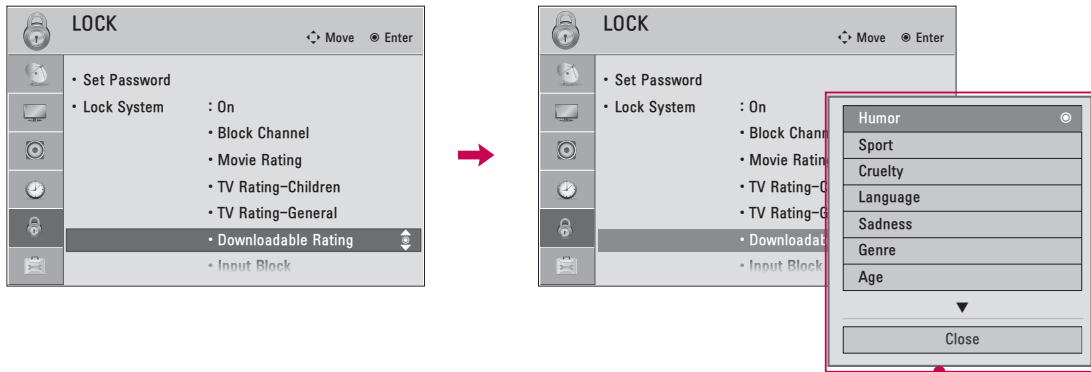 LOCK
Move Enter
• Set Password
• Lock System : On
• Block Channel
• Movie Rating
• TV Rating-Children
• TV Rating-General
• Downloadable Rating
• Input Block
LOCK
Move Enter
• Set Password
• Lock System : On
• Block Chann
• Movie Rating
• TV Rating-C
• TV Rating-G
• Downloadab
• Input Block
Humor
Sport
Cruelty
Language
Sadness
Genre
Age
Close